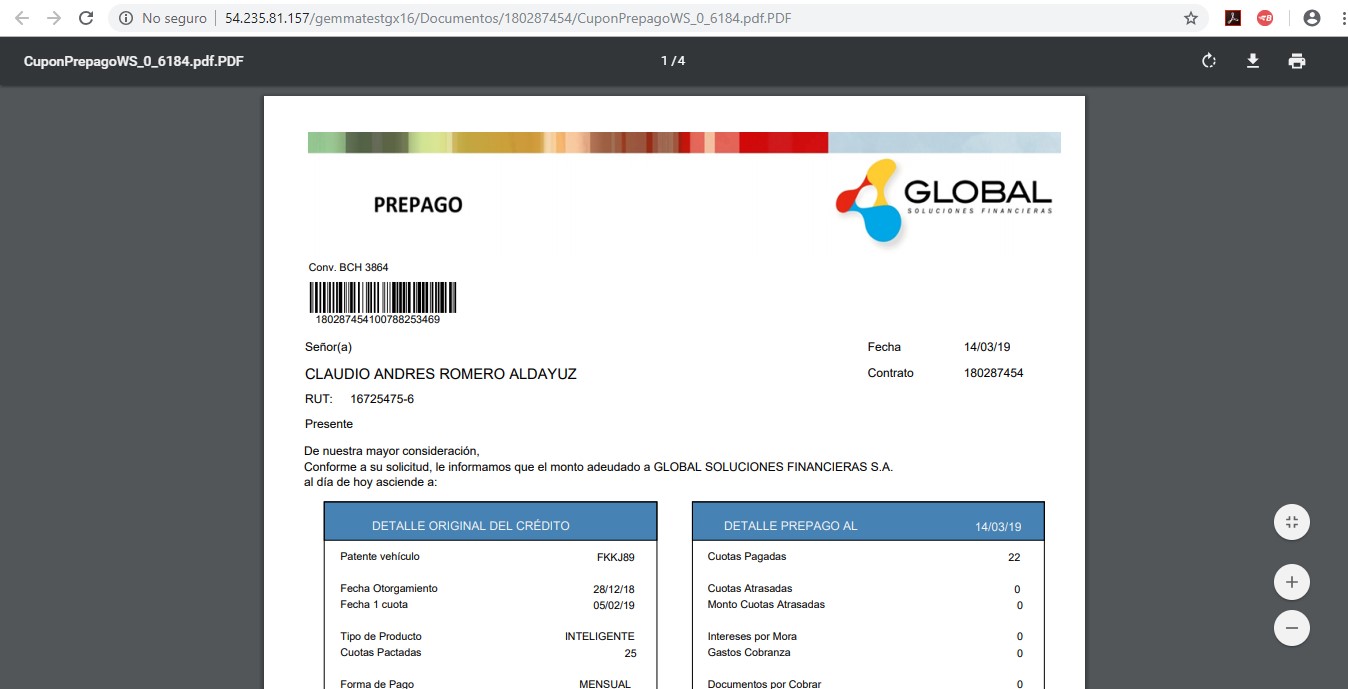 No seguro 54.235.81.157/gemmatestgx16/Documentos/180287454/CuponPrepagoWS_0_6184.pdf.PDF
CuponPrepagoWS_0_6184.pdf.PDF 1 / 4
PREPAGO
GLOBAL
SOLUCIONES FINANCIERAS
Conv. BCH 3864
180287454100788253469
Señor(a) Fecha 14/03/19
CLAUDIO ANDRES ROMERO ALDAYUZ Contrato 180287454
RUT: 16725475-6
Presente
De nuestra mayor consideración,
Conforme a su solicitud, le informamos que el monto adeudado a GLOBAL SOLUCIONES FINANCIERAS S.A.
al día de hoy asciende a:
DETALLE ORIGINAL DEL CRÉDITO DETALLE PREPAGO AL 14/03/19
Patente vehículo FKKJ89 Cuotas Pagadas 22
Fecha Otorgamiento 28/12/18 Cuotas Atrasadas 0
Fecha 1 cuota 05/02/19 Monto Cuotas Atrasadas 0
Tipo de Producto INTELIGENTE Intereses por Mora 0
Cuotas Pactadas 25 Gastos Cobranza 0
Forma de Pago MENSUAL Documentos por Cobrar 0